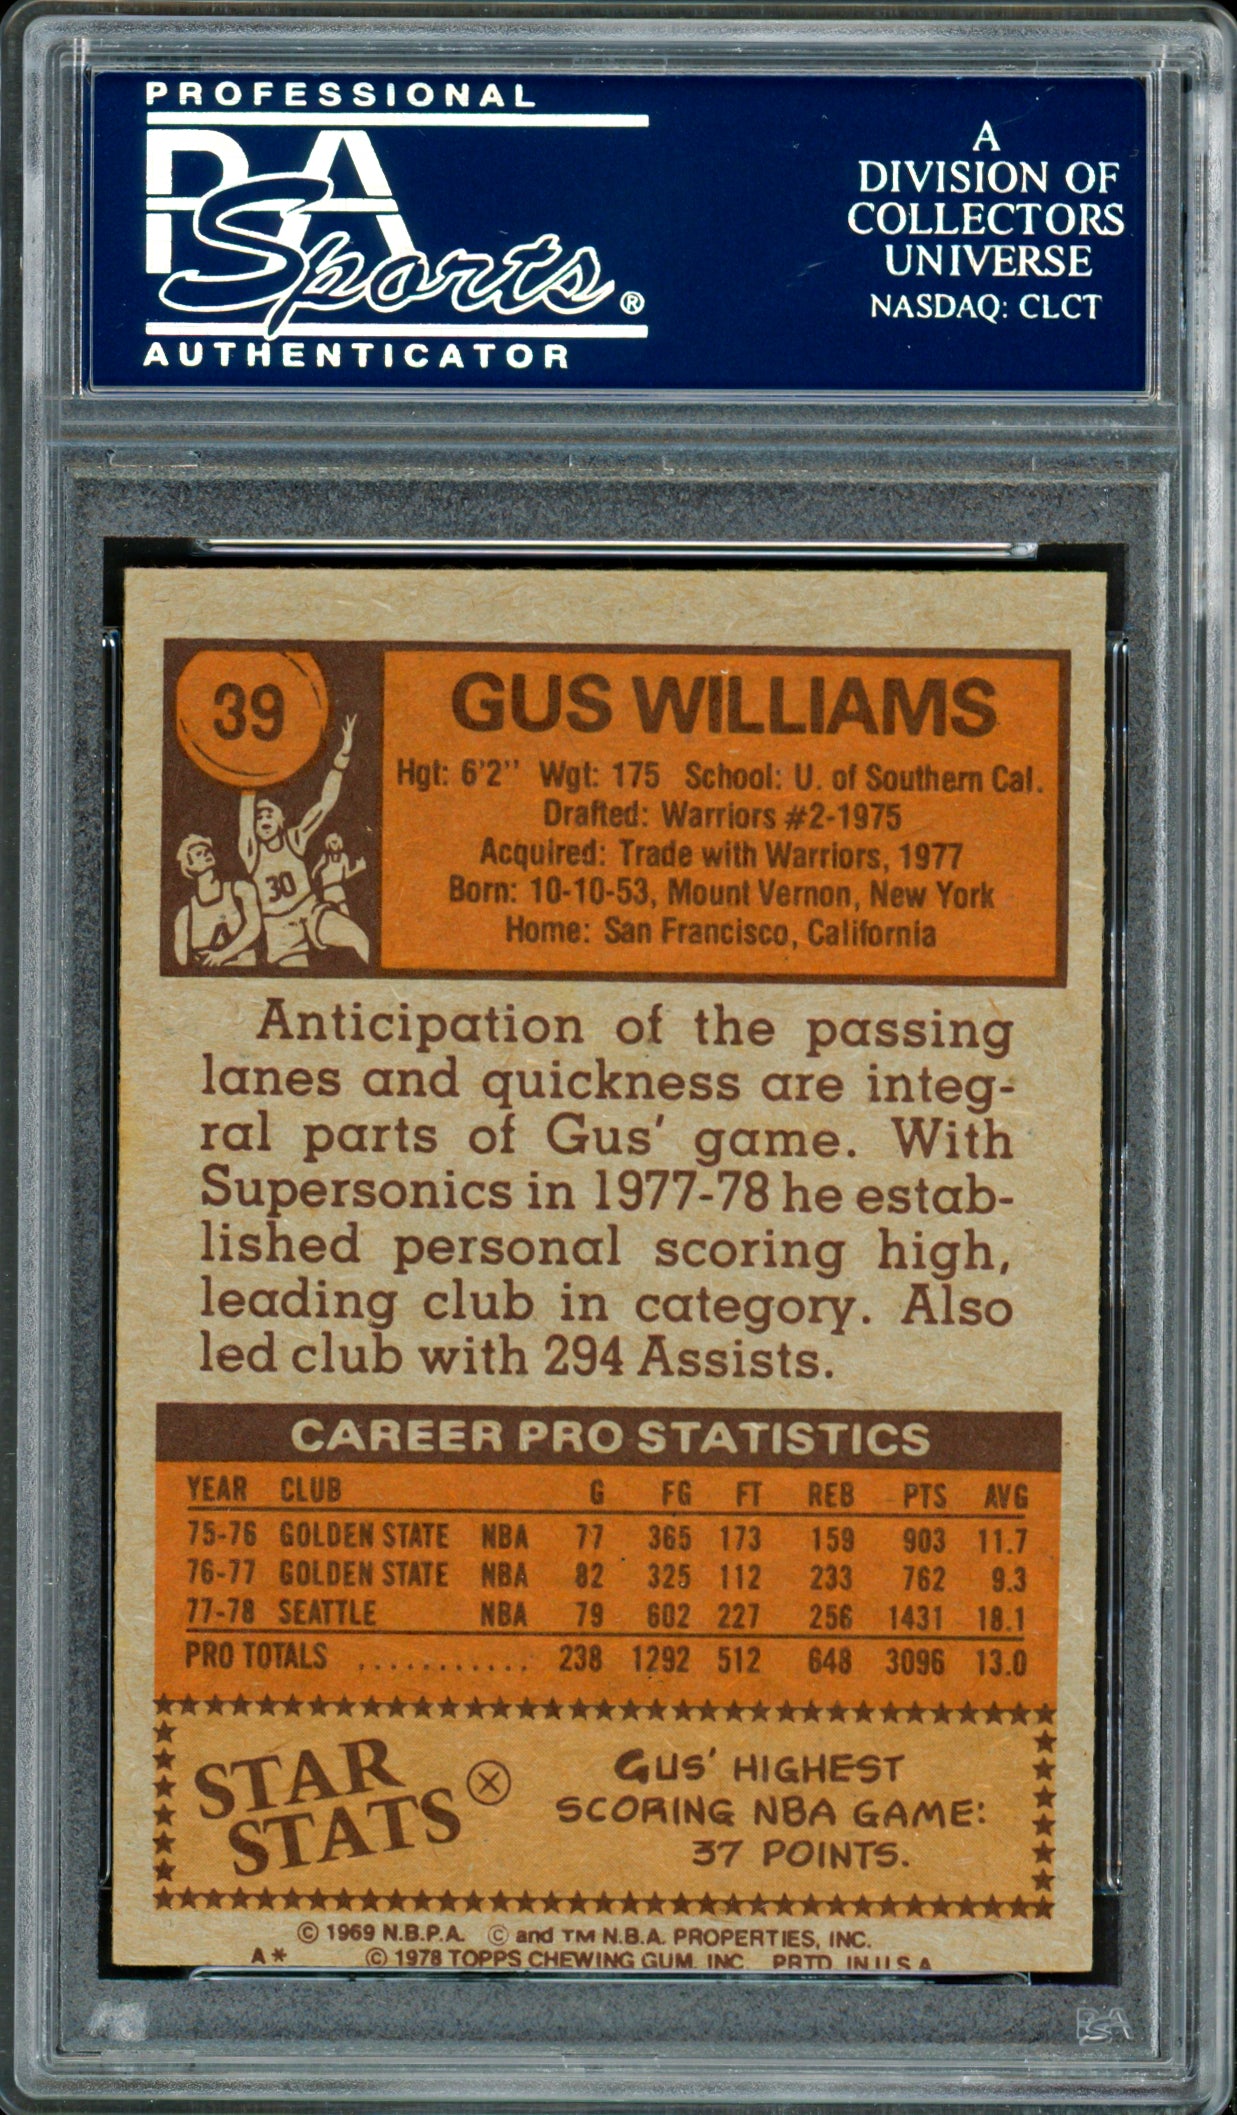 PROFESSIONAL
PSA
Sports®
AUTHENTICATOR
A
DIVISION OF
COLLECTORS
UNIVERSE
NASDAQ: CLCT
39
30
GUS WILLIAMS
Hgt: 6'2" Wgt: 175 School: U. of Southern Cal.
Drafted: Warriors #2-1975
Acquired: Trade with Warriors, 1977
Born: 10-10-53, Mount Vernon, New York
Home: San Francisco, California
Anticipation of the passing
lanes and quickness are integ-
ral parts of Gus' game. With
Supersonics in 1977-78 he estab-
lished personal scoring high,
leading club in category. Also
led club with 294 Assists.
CAREER PRO STATISTICS
YEAR CLUB G FG FT REB PTS AVG
75-76 GOLDEN STATE NBA 77 365 173 159 903 11.7
76-77 GOLDEN STATE NBA 82 325 112 233 762 9.3
77-78 SEATTLE NBA 79 602 227 256 1431 18.1
PRO TOTALS ........... 238 1292 512 648 3096 13.0
STAR
STATS
GUS' HIGHEST
SCORING NBA GAME:
37 POINTS.
© 1969 N.B.P.A. © and TM N.B.A. PROPERTIES, INC.
A* © 1978 TOPPS CHEWING GUM, INC. PRTD. IN U.S.A.
PSA